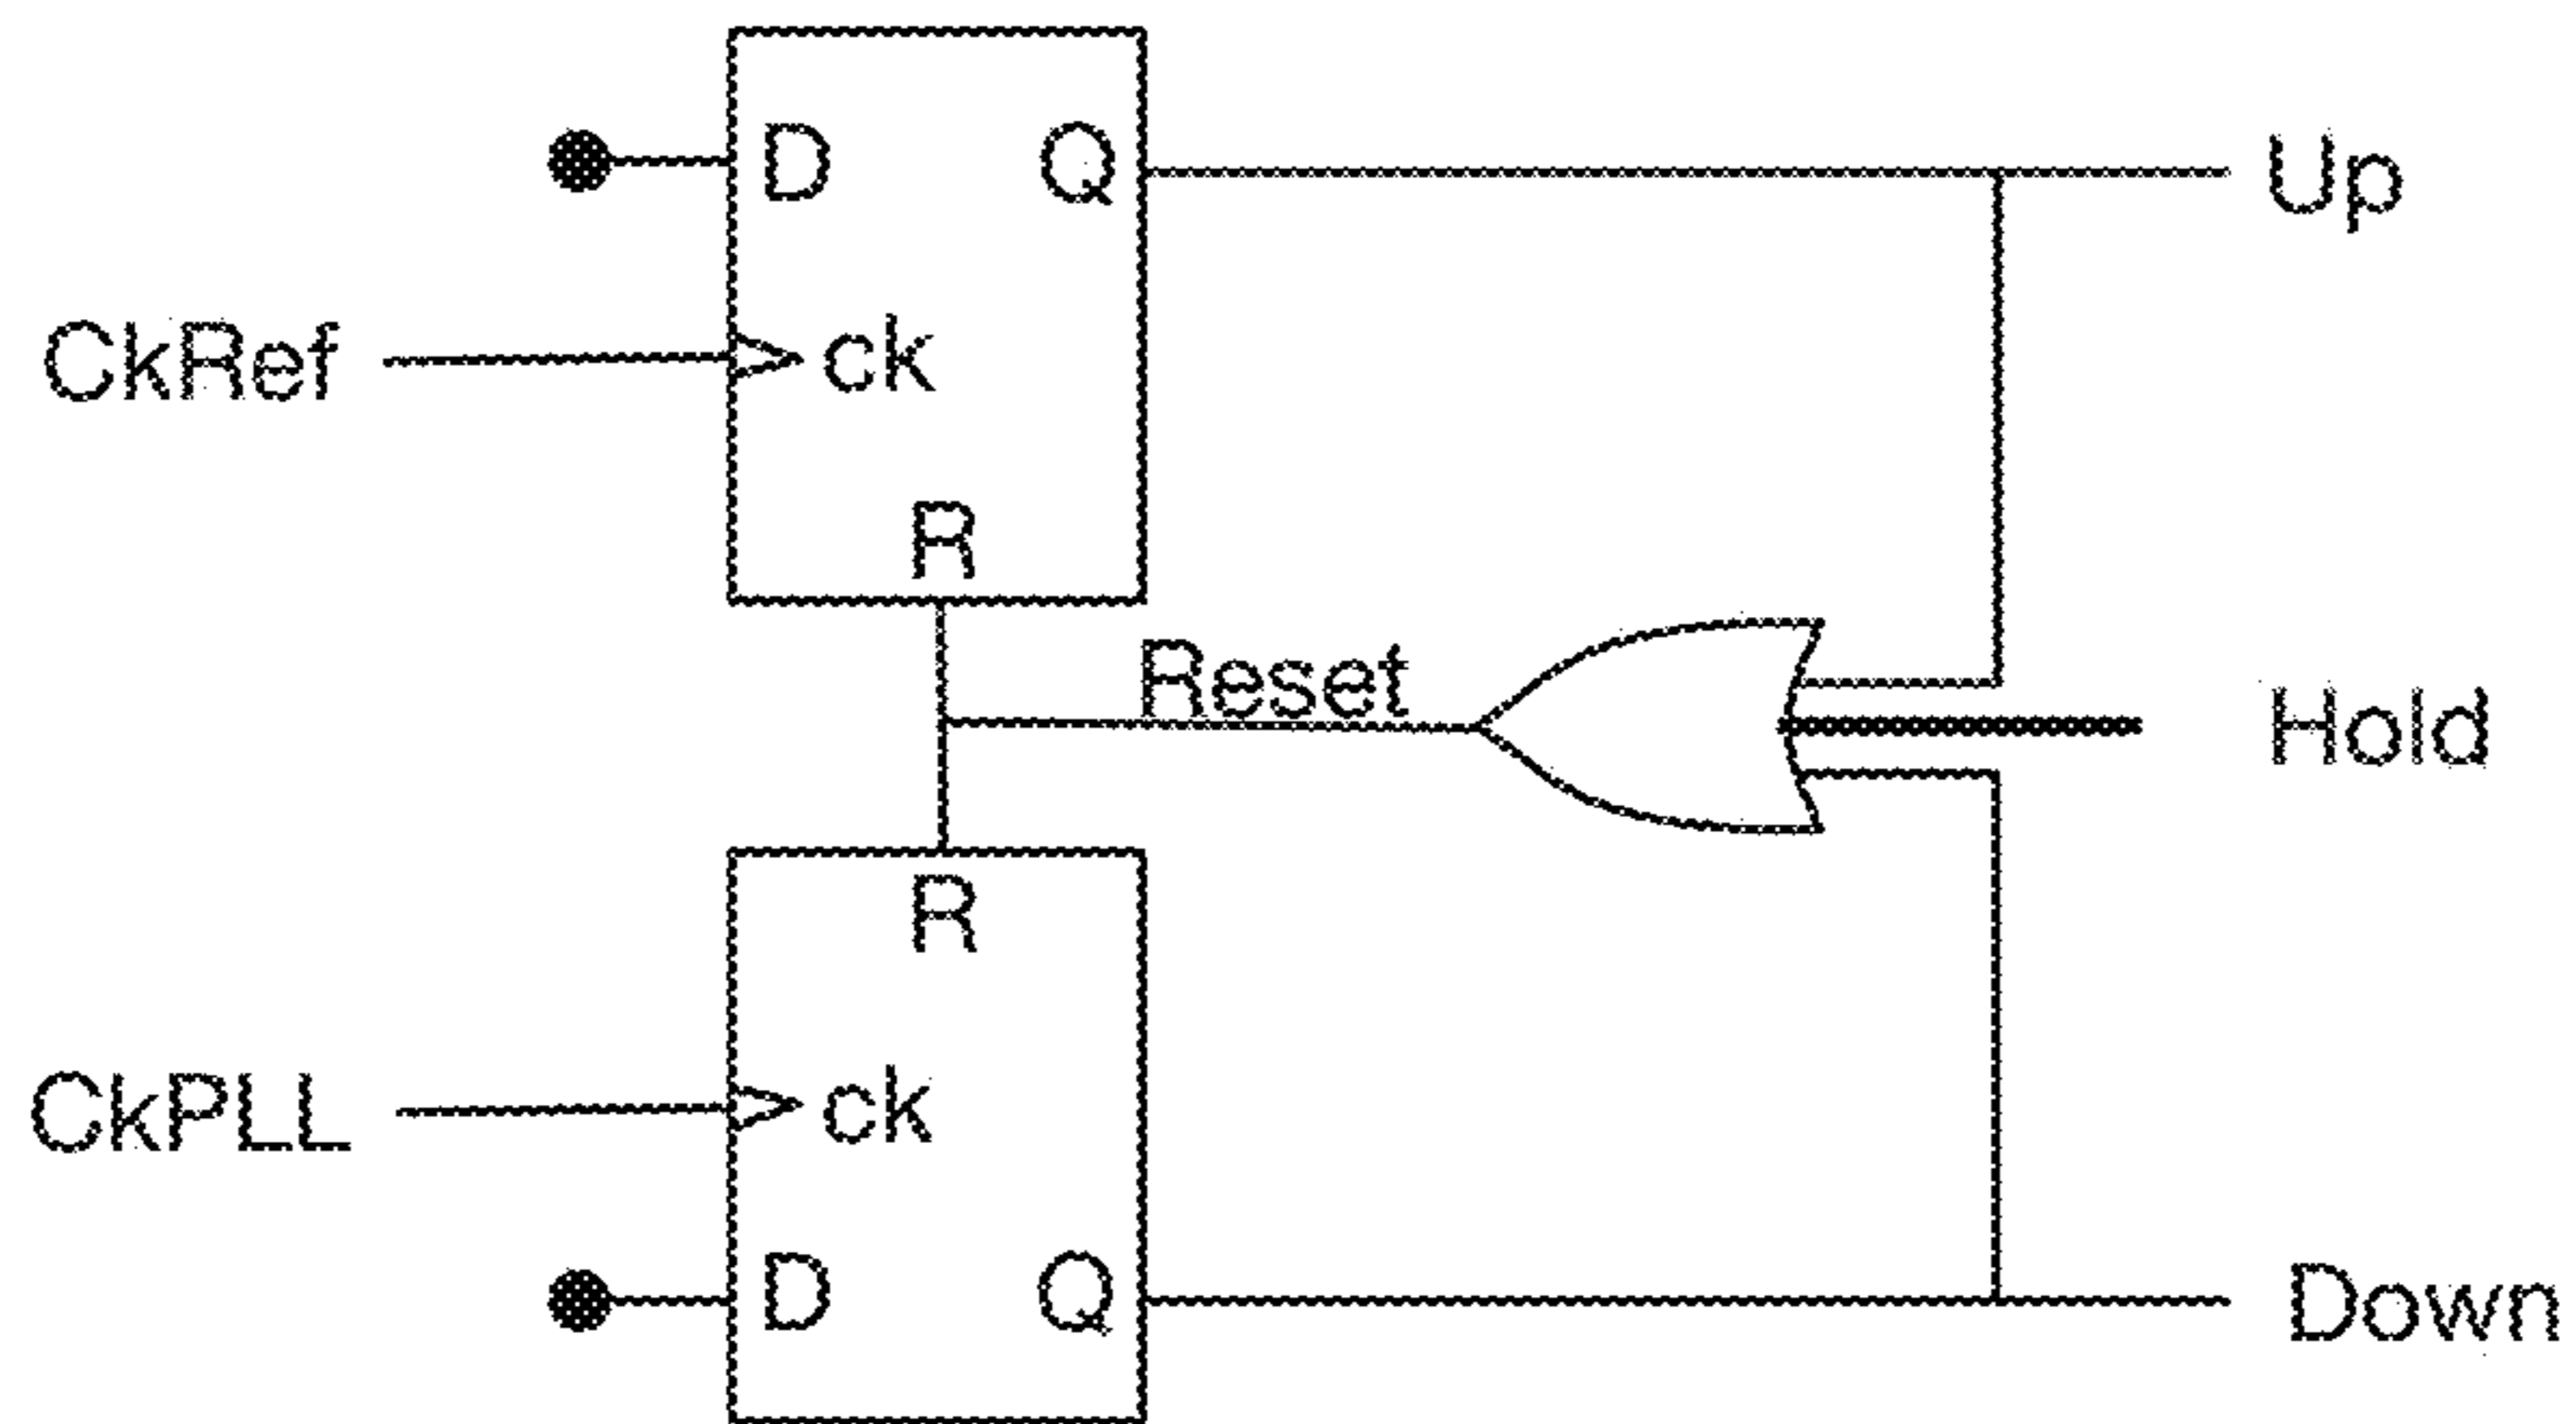 D Q Up
CkRef ck
R
Reset Hold
R
CkPLL ck
D Q Down